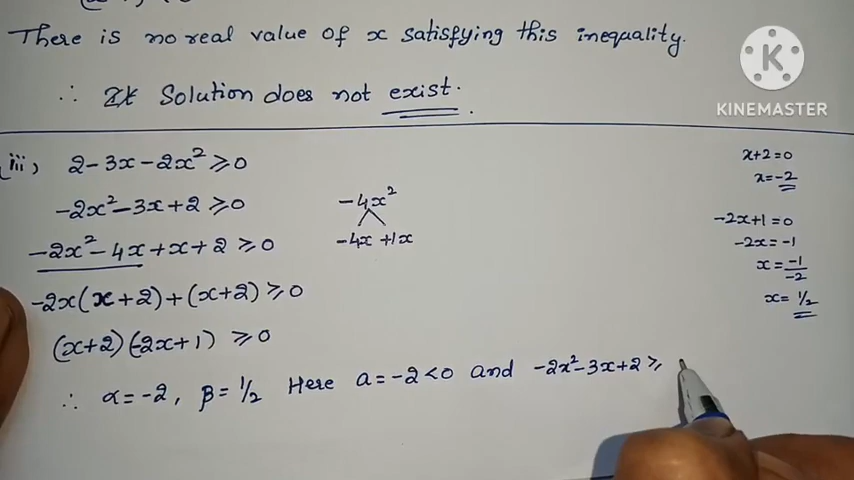 There is no real value of x satisfying this inequality.
∴ Solution does not exist.
K
KINEMASTER
iii) 2-3x-2x² ≥ 0
-2x²-3x+2 ≥ 0
-2x²-4x+x+2 ≥ 0
-2x(x+2)+(x+2) ≥ 0
(x+2)(-2x+1) ≥ 0
∴ α=-2, β=1/2 Here a=-2<0 and -2x²-3x+2 ≥
-4x²
-4x +1x
x+2=0
x=-2
-2x+1=0
-2x=-1
x=-1/-2
x=1/2